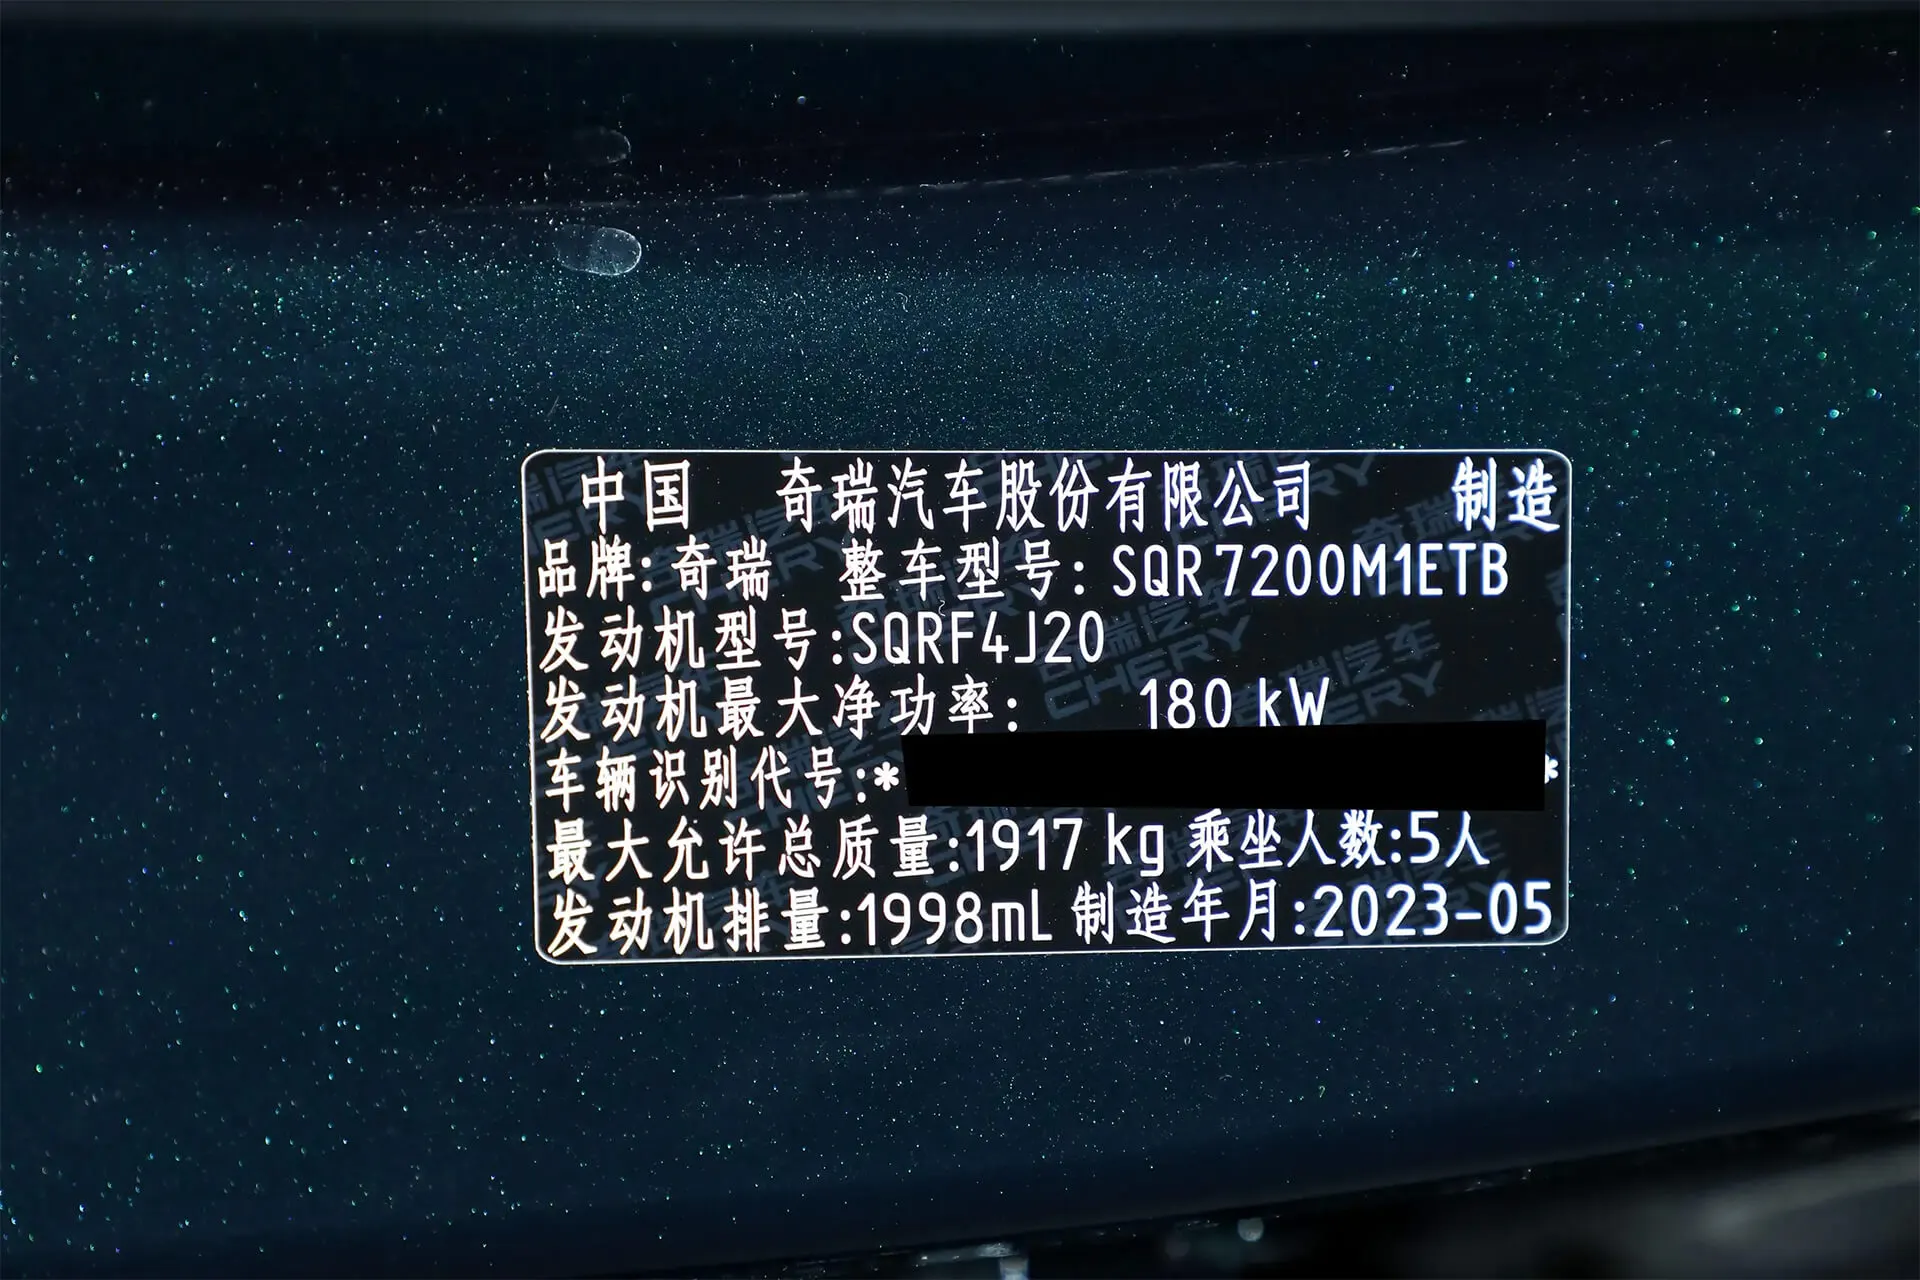 中国 奇瑞汽车股份有限公司 制造
品牌:奇瑞 整车型号:SQR7200M1ETB
发动机型号:SQRF4J20
发动机最大净功率: 180 kW
车辆识别代号:* *
最大允许总质量:1917 kg 乘坐人数:5人
发动机排量:1998mL 制造年月:2023-05